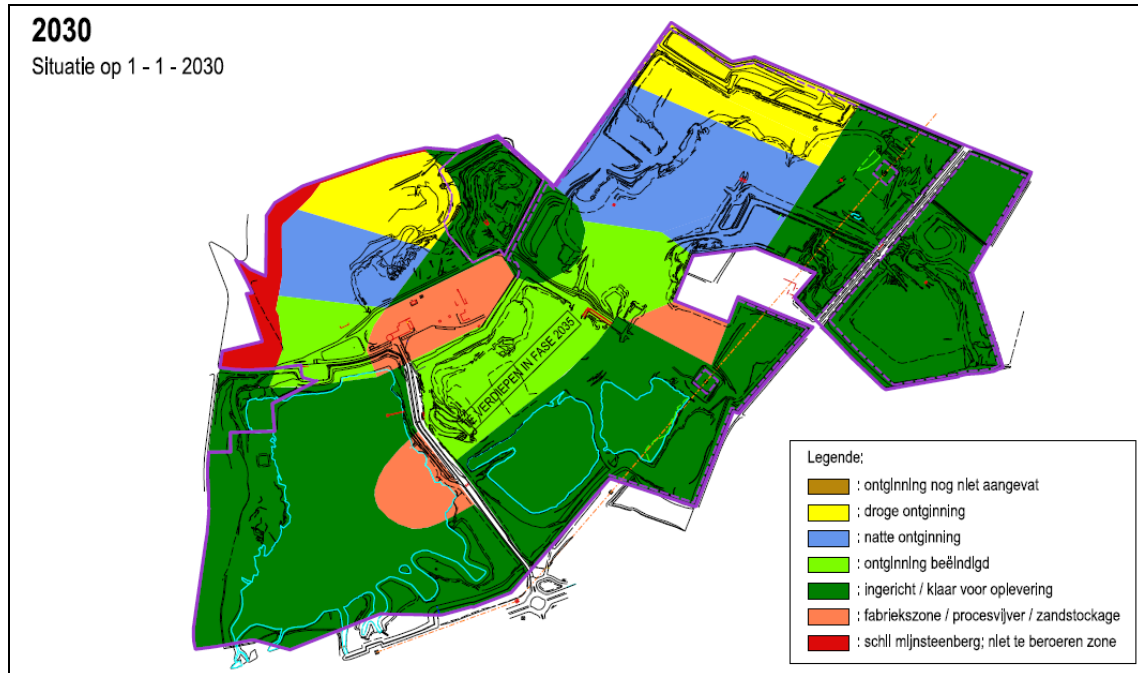 2030
Situatie op 1 - 1 - 2030
VERDIEPEN IN FASE 2035
Legende:
: ontginning nog niet aangevat
: droge ontginning
: natte ontginning
: ontginning beëindigd
: ingericht / klaar voor oplevering
: fabriekszone / procesvijver / zandstockage
: schil mijnsteenberg; niet te beroeren zone